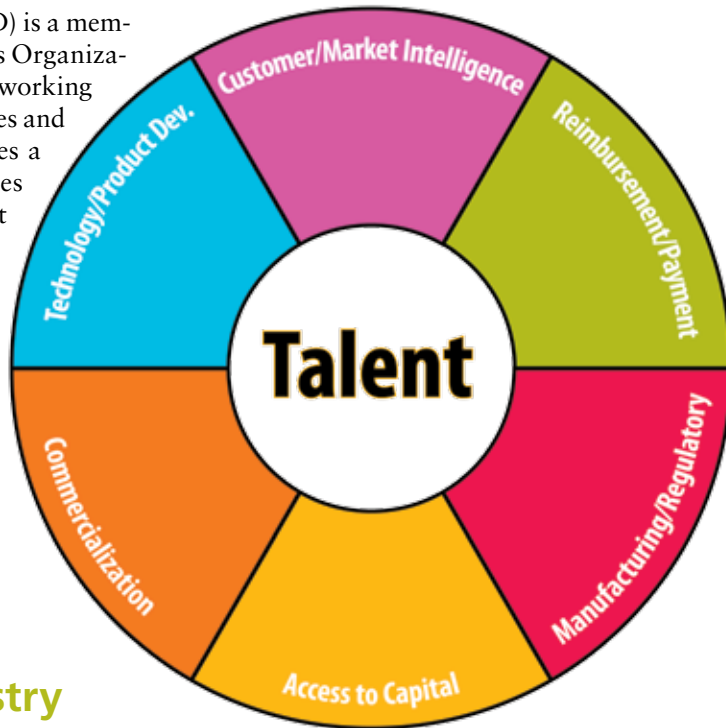 D) is a mem-
s Organiza-
working
es and
es a
es
t
Customer/Market Intelligence
Reimbursement/Payment
Manufacturing/Regulatory
Access to Capital
Commercialization
Technology/Product Dev.
Talent
stry